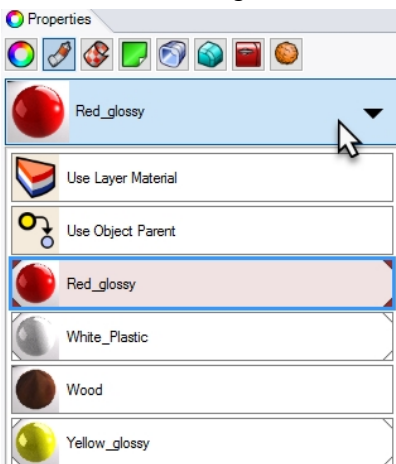 Properties
Red_glossy
Use Layer Material
Use Object Parent
Red_glossy
White_Plastic
Wood
Yellow_glossy